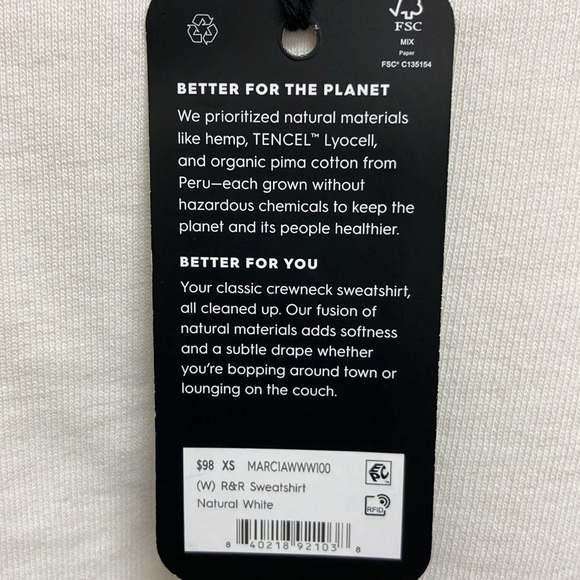 FSC
MIX
Paper
FSC® C135154
BETTER FOR THE PLANET
We prioritized natural materials
like hemp, TENCEL™ Lyocell,
and organic pima cotton from
Peru—each grown without
hazardous chemicals to keep the
planet and its people healthier.
BETTER FOR YOU
Your classic crewneck sweatshirt,
all cleaned up. Our fusion of
natural materials adds softness
and a subtle drape whether
you're bopping around town or
lounging on the couch.
$98 XS MARC1AWWW100
(W) R&R Sweatshirt
Natural White
EPC
RFID
8 40218 92103 8